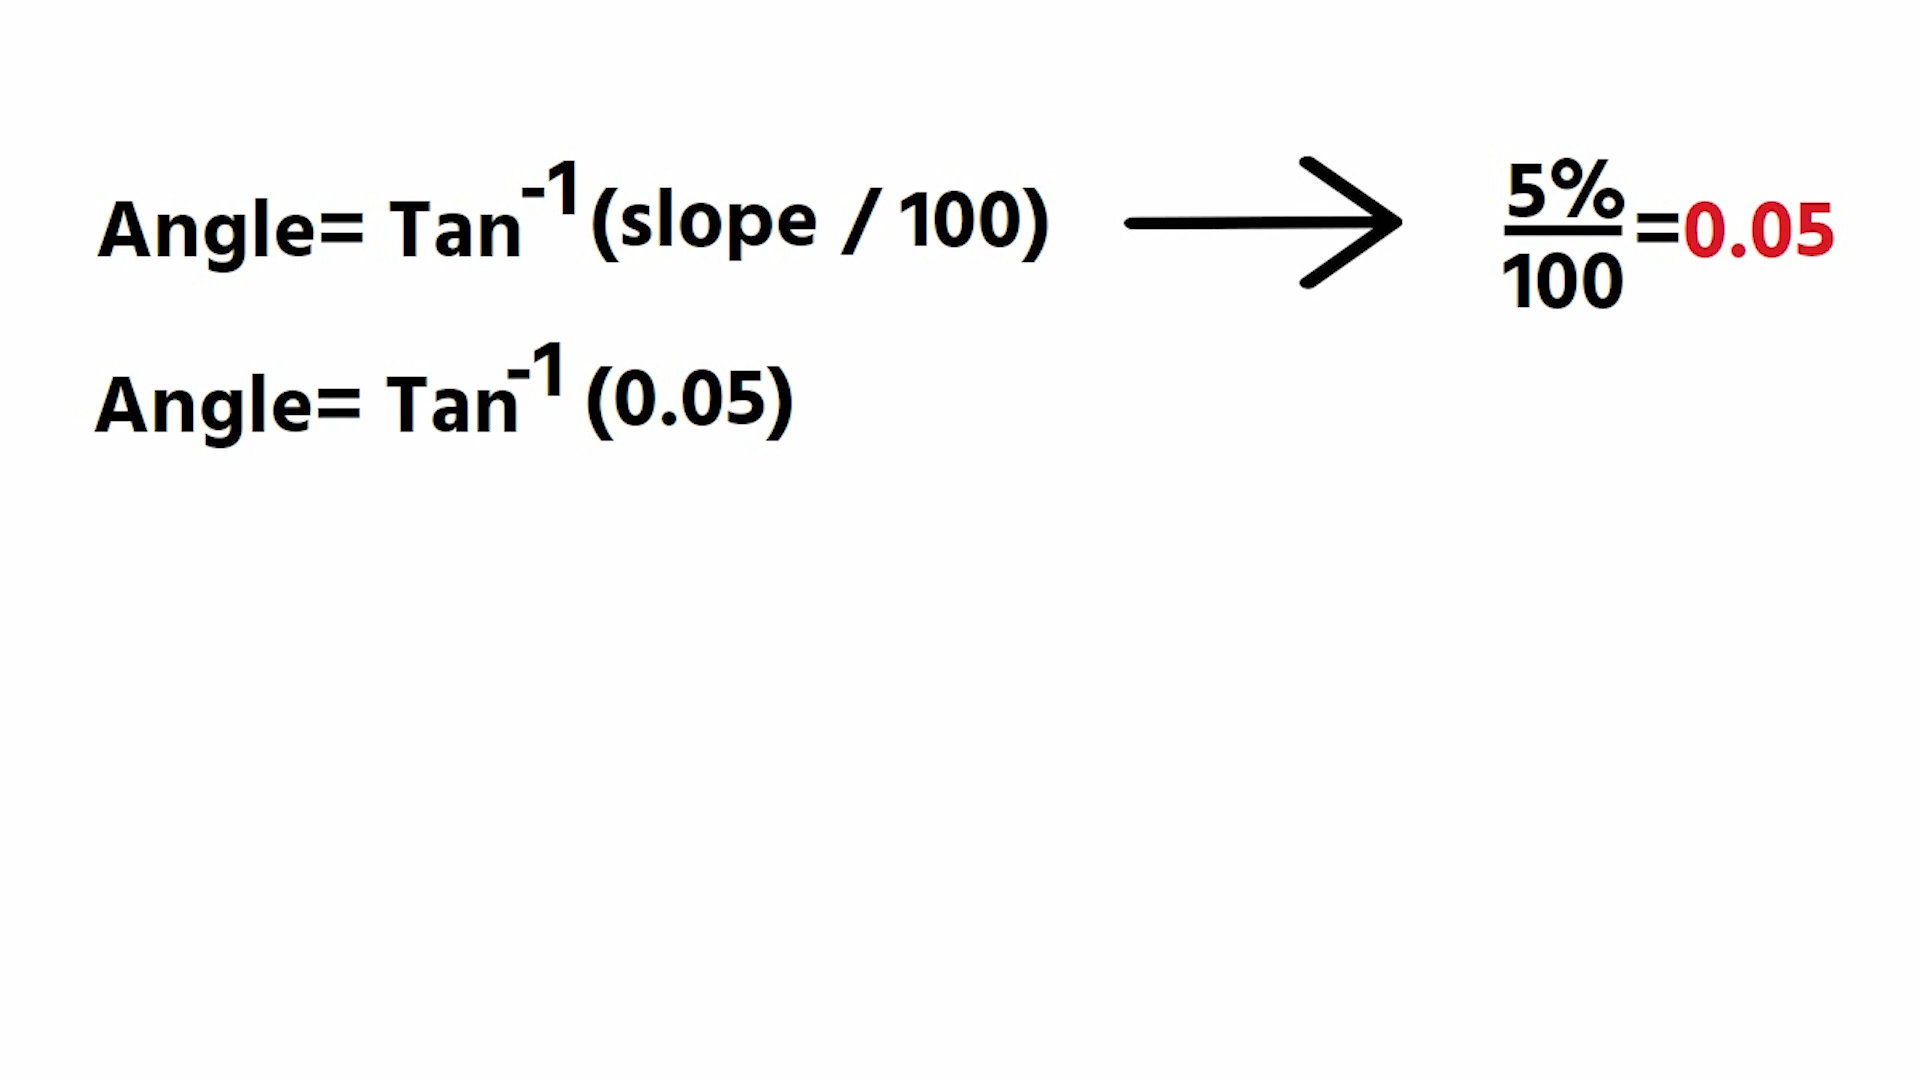 Angle= Tan⁻¹(slope / 100)
5%
100
=0.05
Angle= Tan⁻¹ (0.05)